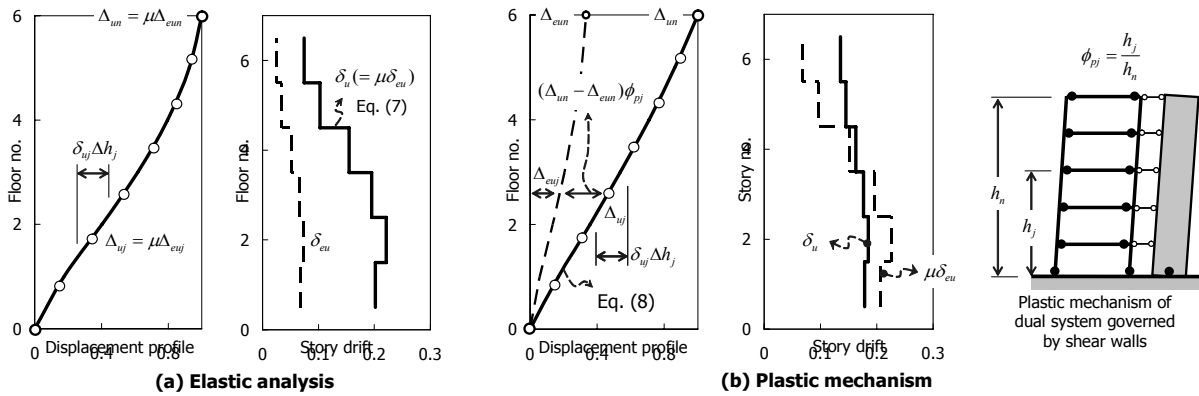 6
4
2
0
Floor no.
Δun = μΔeun
δujΔhj
Δuj = μΔeuj
0
0.4
0.8
Displacement profile
6
4
2
0
Floor no.
δu(= μδeu)
Eq. (7)
δeu
0
0.1
0.2
0.3
Story drift
(a) Elastic analysis
6
4
2
0
Floor no.
Δeun
Δun
(Δun − Δeun)ϕpj
Δeuj
Δuj
δujΔhj
Eq. (8)
0
0.4
0.8
Displacement profile
6
4
2
0
Story no.
δu
μδeu
0
0.1
0.2
0.3
Story drift
(b) Plastic mechanism
ϕpj = hj/hn
hn
hj
Plastic mechanism of
dual system governed
by shear walls